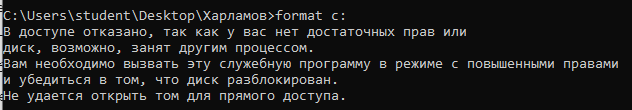 C:\Users\student\Desktop\Харламов>format c:
В доступе отказано, так как у вас нет достаточных прав или
диск, возможно, занят другим процессом.
Вам необходимо вызвать эту служебную программу в режиме с повышенными правами
и убедиться в том, что диск разблокирован.
Не удается открыть том для прямого доступа.